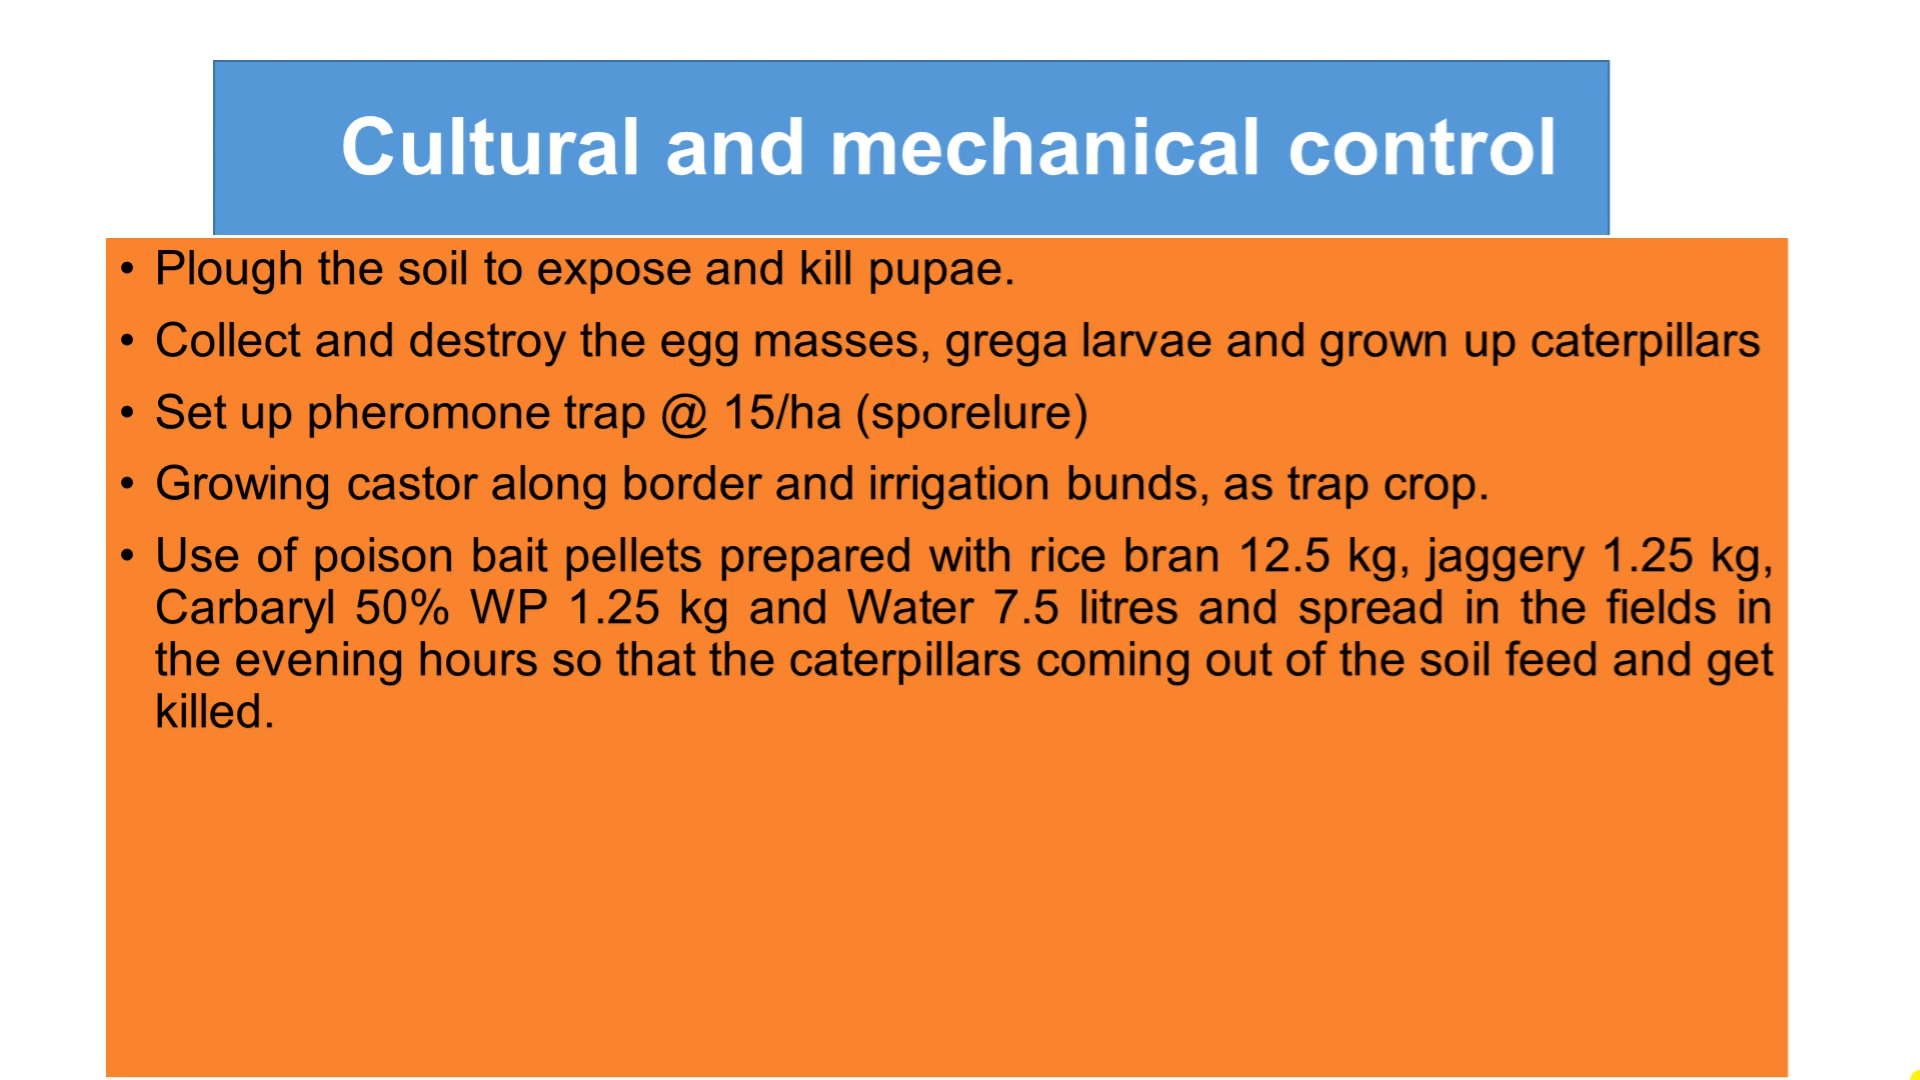 Cultural and mechanical control
• Plough the soil to expose and kill pupae.
• Collect and destroy the egg masses, grega larvae and grown up caterpillars
• Set up pheromone trap @ 15/ha (sporelure)
• Growing castor along border and irrigation bunds, as trap crop.
• Use of poison bait pellets prepared with rice bran 12.5 kg, jaggery 1.25 kg,
Carbaryl 50% WP 1.25 kg and Water 7.5 litres and spread in the fields in
the evening hours so that the caterpillars coming out of the soil feed and get
killed.